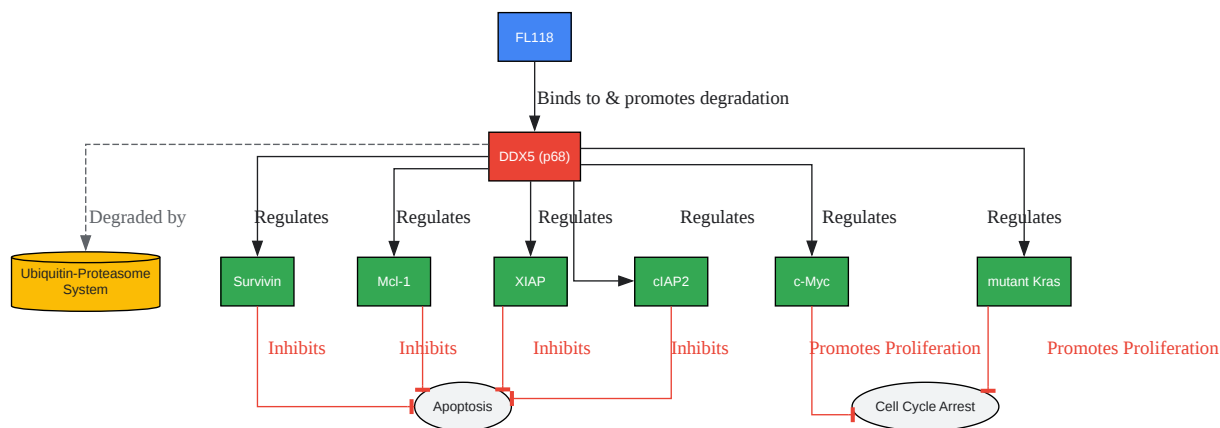 FL118
Binds to & promotes degradation
DDX5 (p68)
Degraded by
Regulates
Regulates
Regulates
Regulates
Regulates
Regulates
Ubiquitin-Proteasome
System
Survivin
Mcl-1
XIAP
cIAP2
c-Myc
mutant Kras
Inhibits
Inhibits
Inhibits
Inhibits
Promotes Proliferation
Promotes Proliferation
Apoptosis
Cell Cycle Arrest